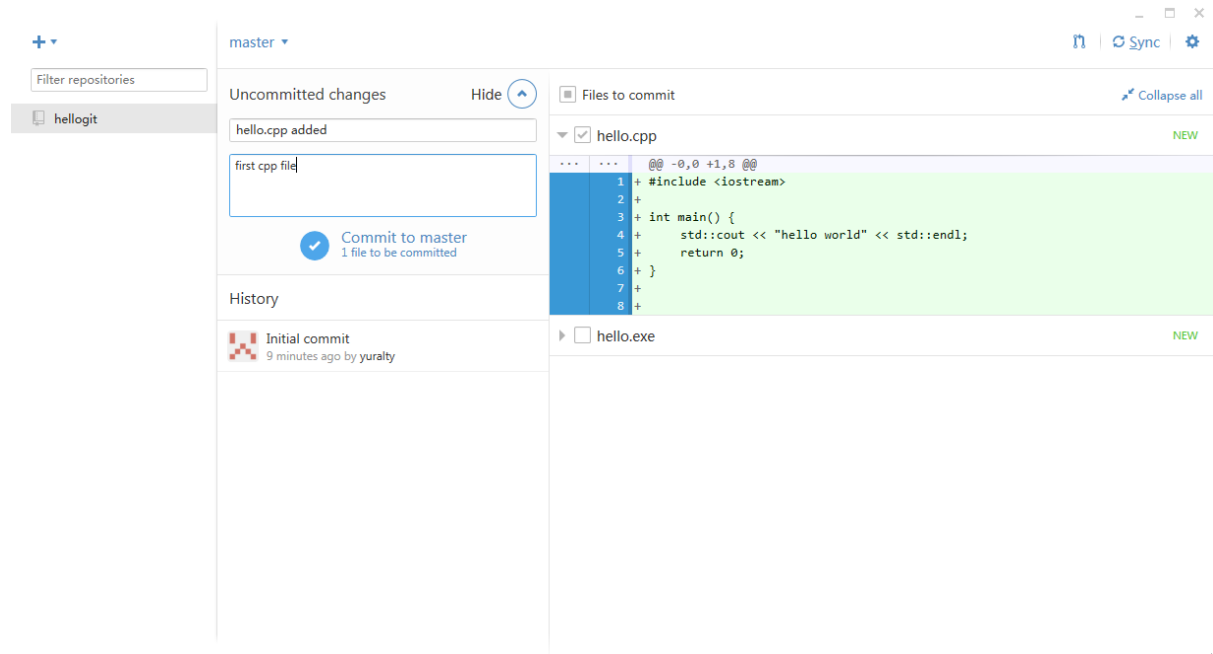 master
Sync
Filter repositories
hellogit
Uncommitted changes
Hide
hello.cpp added
first cpp file
Commit to master
1 file to be committed
History
Initial commit
9 minutes ago by yuralty
Files to commit
Collapse all
hello.cpp
NEW
... ... @@ -0,0 +1,8 @@
1 + #include <iostream>
2 +
3 + int main() {
4 +     std::cout << "hello world" << std::endl;
5 +     return 0;
6 + }
7 +
8 +
hello.exe
NEW